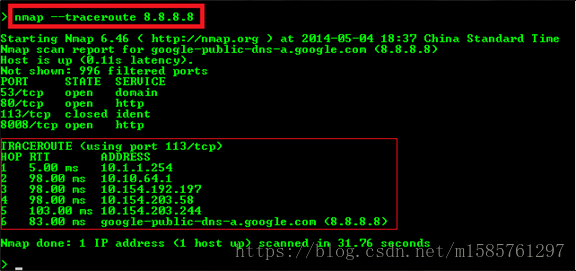 > nmap --traceroute 8.8.8.8
Starting Nmap 6.46 ( http://nmap.org ) at 2014-05-04 18:37 China Standard Time
Nmap scan report for google-public-dns-a.google.com (8.8.8.8)
Host is up (0.11s latency).
Not shown: 996 filtered ports
PORT     STATE  SERVICE
53/tcp   open   domain
80/tcp   open   http
113/tcp  closed ident
8008/tcp open   http
TRACEROUTE (using port 113/tcp)
HOP RTT       ADDRESS
1   5.00 ms   10.1.1.254
2   98.00 ms  10.10.64.1
3   98.00 ms  10.154.192.197
4   98.00 ms  10.154.203.58
5   103.00 ms 10.154.203.244
6   83.00 ms  google-public-dns-a.google.com (8.8.8.8)
Nmap done: 1 IP address (1 host up) scanned in 31.76 seconds
https://blog.csdn.net/m1585761297
> _